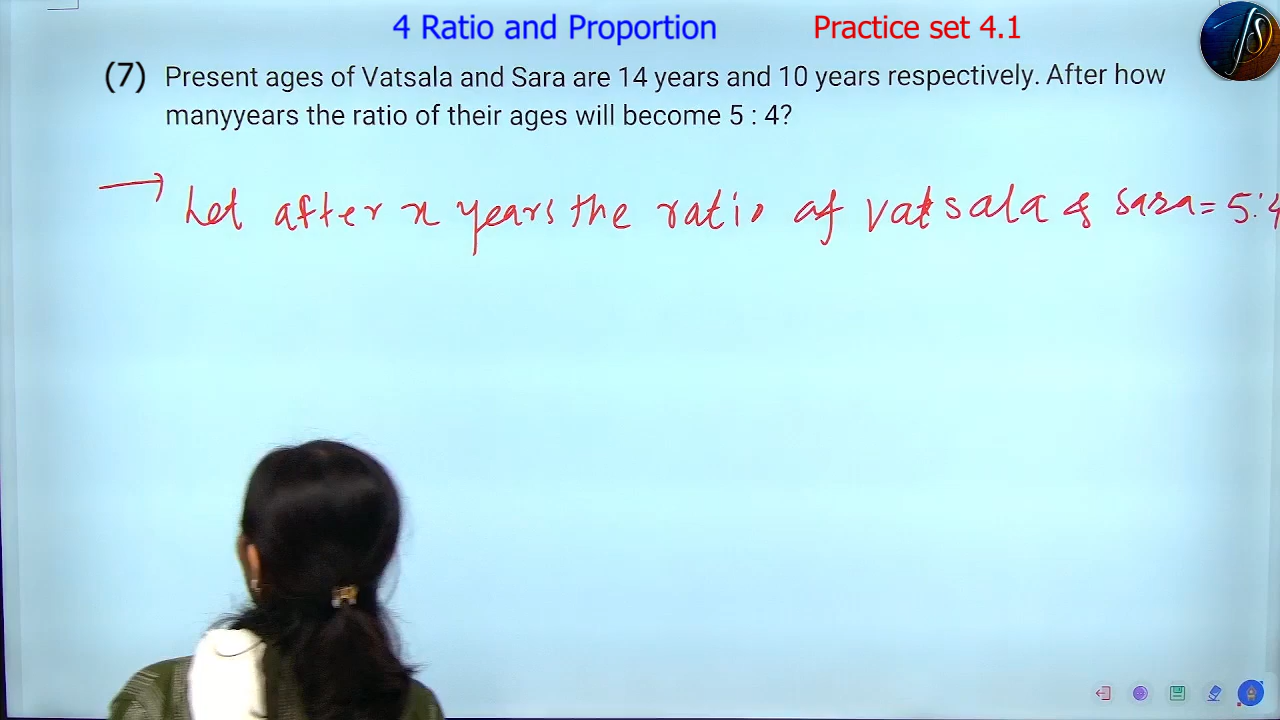 4 Ratio and Proportion Practice set 4.1
(7) Present ages of Vatsala and Sara are 14 years and 10 years respectively. After how
manyyears the ratio of their ages will become 5 : 4?
→ Let after x years the ratio of Vatsala & Sara = 5:4